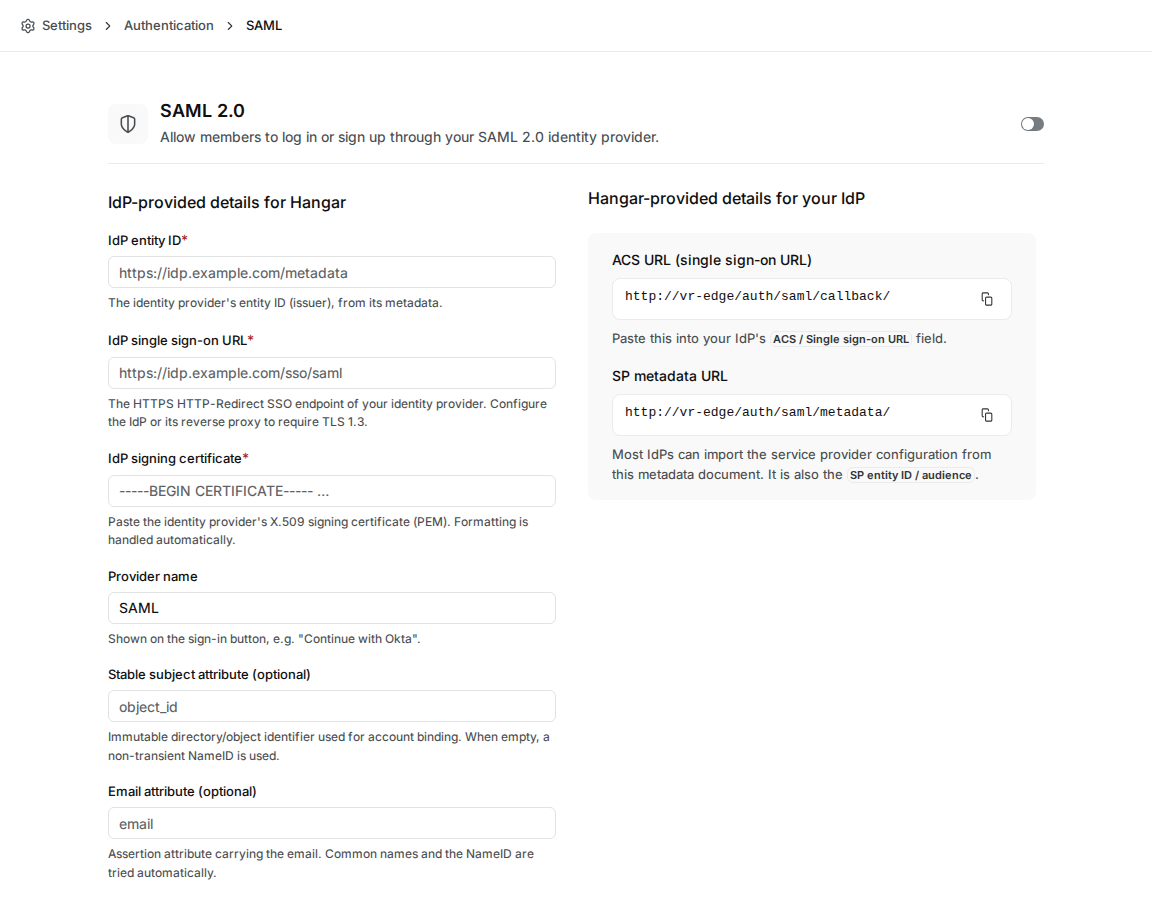 Settings > Authentication > SAML
SAML 2.0
Allow members to log in or sign up through your SAML 2.0 identity provider.
IdP-provided details for Hangar
IdP entity ID*
https://idp.example.com/metadata
The identity provider's entity ID (issuer), from its metadata.
IdP single sign-on URL*
https://idp.example.com/sso/saml
The HTTPS HTTP-Redirect SSO endpoint of your identity provider. Configure
the IdP or its reverse proxy to require TLS 1.3.
IdP signing certificate*
-----BEGIN CERTIFICATE----- ...
Paste the identity provider's X.509 signing certificate (PEM). Formatting is
handled automatically.
Provider name
SAML
Shown on the sign-in button, e.g. "Continue with Okta".
Stable subject attribute (optional)
object_id
Immutable directory/object identifier used for account binding. When empty, a
non-transient NameID is used.
Email attribute (optional)
email
Assertion attribute carrying the email. Common names and the NameID are
tried automatically.
Hangar-provided details for your IdP
ACS URL (single sign-on URL)
http://vr-edge/auth/saml/callback/
Paste this into your IdP's ACS / Single sign-on URL field.
SP metadata URL
http://vr-edge/auth/saml/metadata/
Most IdPs can import the service provider configuration from
this metadata document. It is also the SP entity ID / audience.